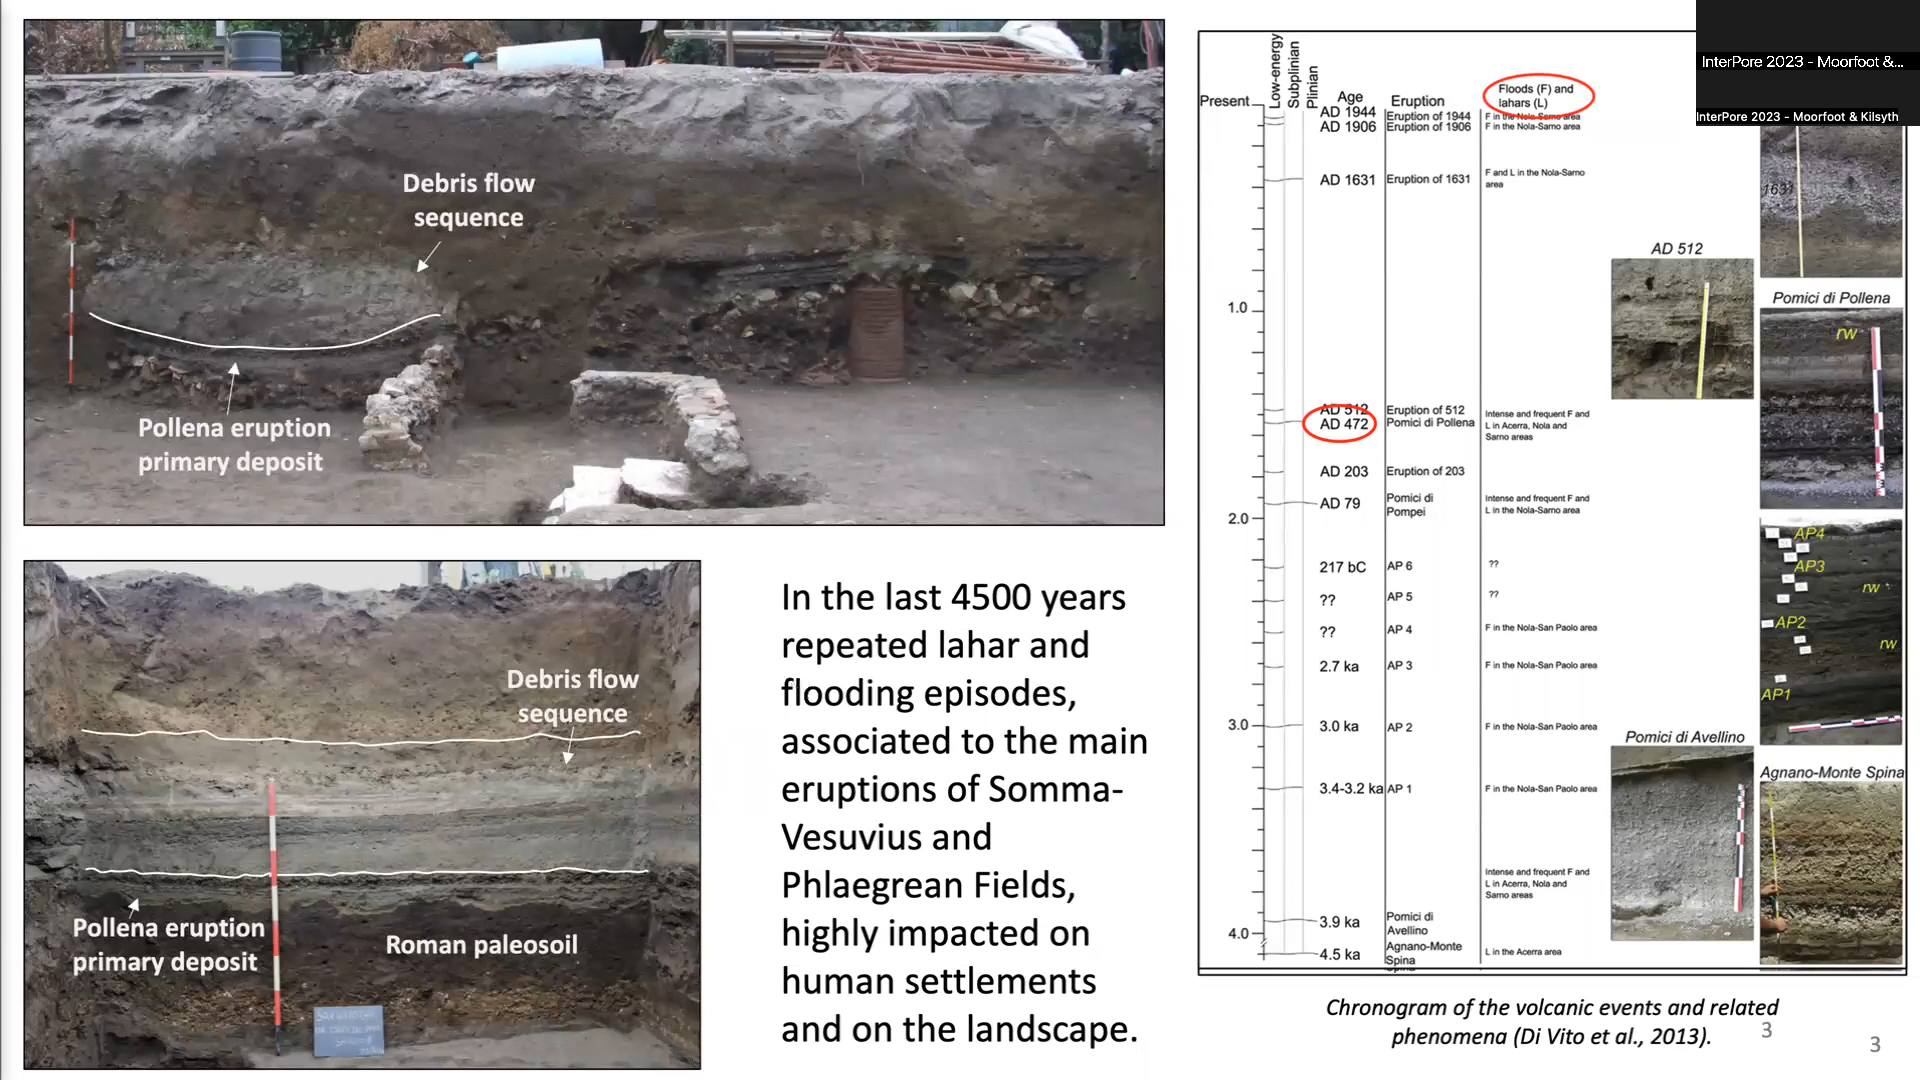 Debris flow
sequence
Pollena eruption
primary deposit
Debris flow
sequence
Pollena eruption
primary deposit
Roman paleosoil
In the last 4500 years
repeated lahar and
flooding episodes,
associated to the main
eruptions of Somma-
Vesuvius and
Phlaegrean Fields,
highly impacted on
human settlements
and on the landscape.
Low-energy
Subplinian
Plinian
Present
Age
Eruption
Floods (F) and
lahars (L)
AD 1944 Eruption of 1944 F in the Nola-Sarno area
AD 1906 Eruption of 1906 F in the Nola-Sarno area
AD 1631 Eruption of 1631 F and L in the Nola-Sarno
area
1.0
AD 512 Eruption of 512
AD 472 Pomici di Pollena
Intense and frequent F and
L in Acerra, Nola and
Sarno areas
AD 203 Eruption of 203
AD 79 Pomici di
Pompei
Intense and frequent F and
L in the Nola-Sarno area
2.0
217 bC AP 6 ??
?? AP 5 ??
?? AP 4 F in the Nola-San Paolo area
2.7 ka AP 3 F in the Nola-San Paolo area
3.0
3.0 ka AP 2 F in the Nola-San Paolo area
3.4-3.2 ka AP 1 F in the Nola-San Paolo area
Intense and frequent F and
L in Acerra, Nola and
Sarno areas
3.9 ka Pomici di
Avellino
4.0
4.5 ka Agnano-Monte
Spina
L in the Acerra area
AD 512
Pomici di Avellino
1631
Pomici di Pollena
rw
AP4
AP3
rw
AP2
rw
AP1
Agnano-Monte Spina
InterPore 2023 - Moorfoot &...
InterPore 2023 - Moorfoot & Kilsyth
Chronogram of the volcanic events and related
phenomena (Di Vito et al., 2013).
3
3